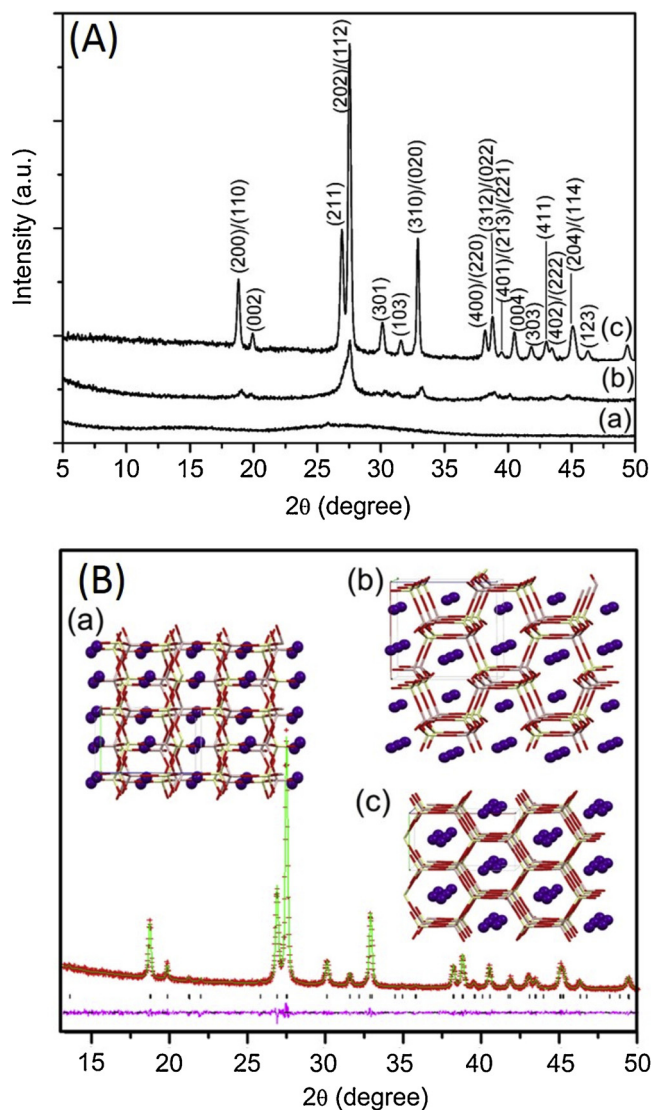 (A)
Intensity (a.u.)
(200)/(110)
(002)
(211)
(202)/(112)
(301)
(103)
(310)/(020)
(400)/(220)
(312)/(022)
(401)/(213)/(221)
(004)
(303)
(411)
(402)/(222)
(204)/(114)
(123)
(c)
(b)
(a)
5 10 15 20 25 30 35 40 45 50
2θ (degree)
(B)
(a)
(b)
(c)
15 20 25 30 35 40 45 50
2θ (degree)